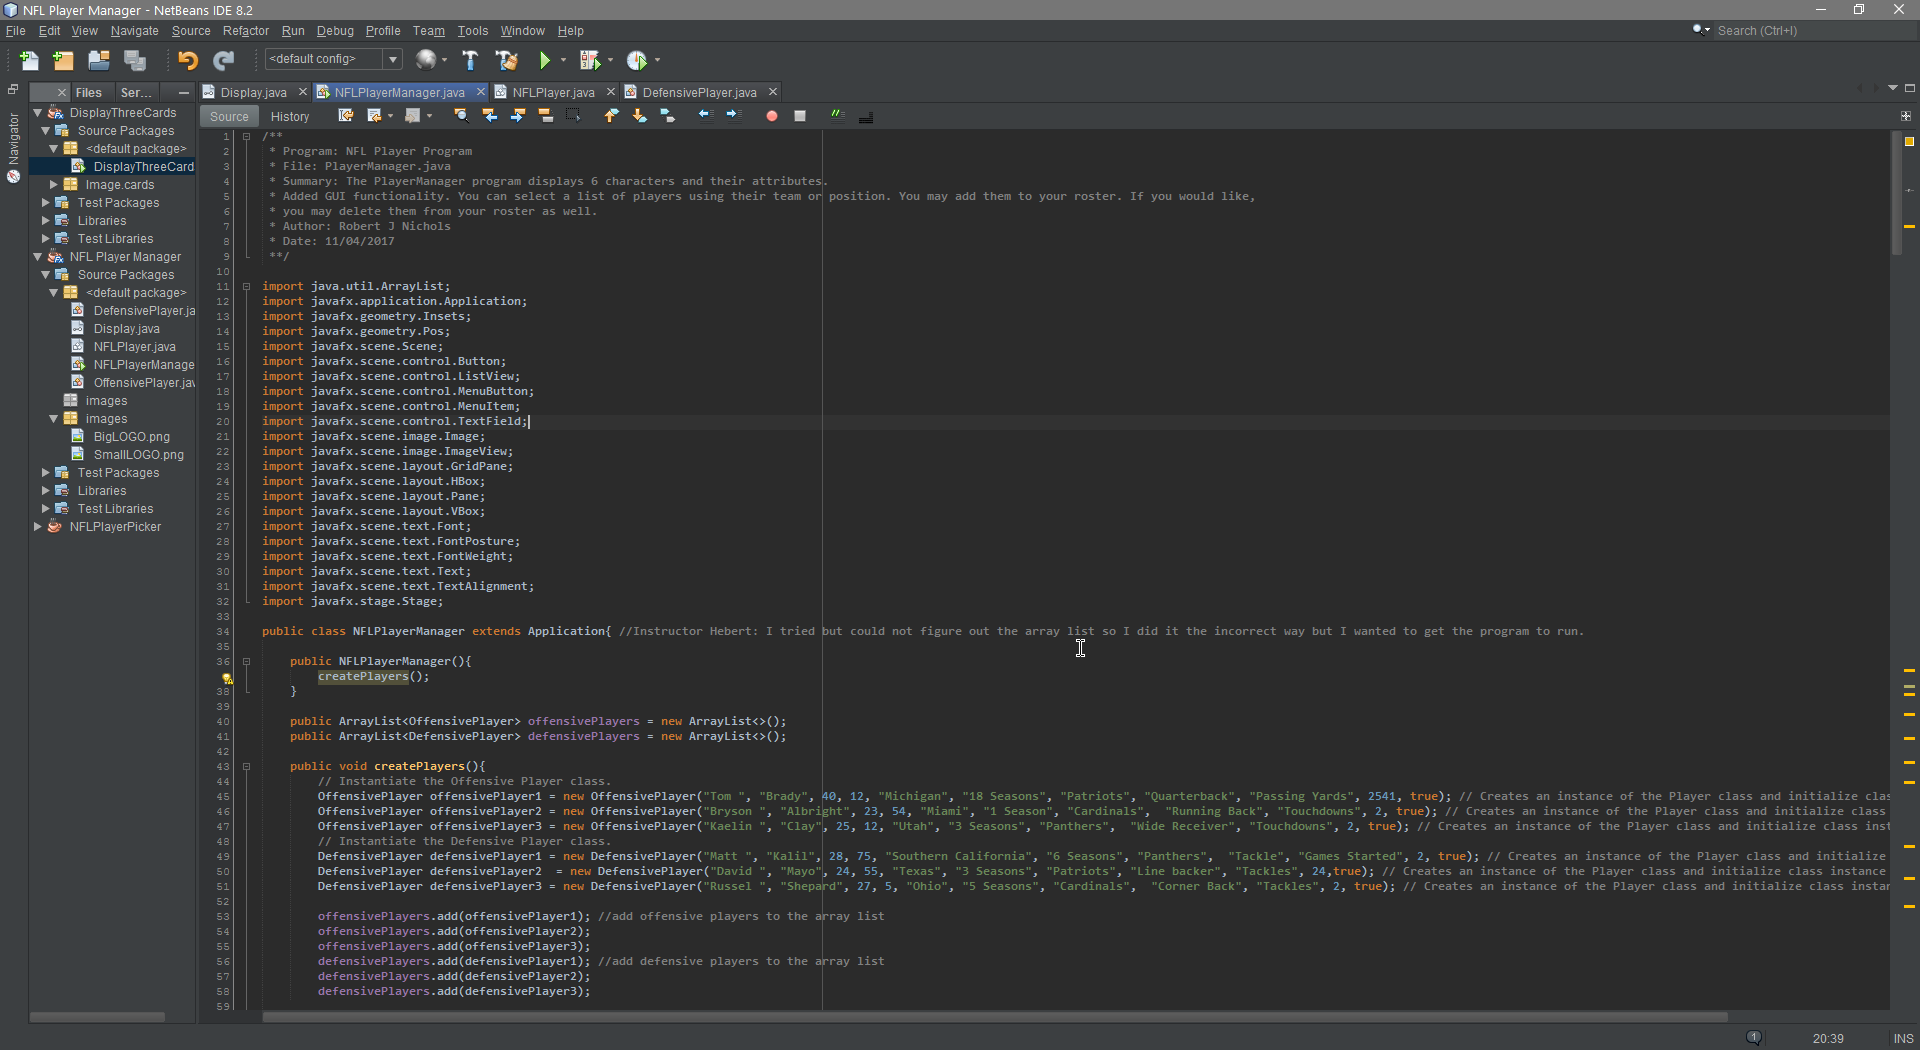 NFL Player Manager - NetBeans IDE 8.2
File Edit View Navigate Source Refactor Run Debug Profile Team Tools Window Help
Search (Ctrl+I)
<default config>
Files Ser...
Display.java NFLPlayerManager.java NFLPlayer.java DefensivePlayer.java
Source History
Navigator
DisplayThreeCards
Source Packages
<default package>
DisplayThreeCard
Image.cards
Test Packages
Libraries
Test Libraries
NFL Player Manager
Source Packages
<default package>
DefensivePlayer.ja
Display.java
NFLPlayer.java
NFLPlayerManage
OffensivePlayer.jav
images
images
BigLOGO.png
SmallLOGO.png
Test Packages
Libraries
Test Libraries
NFLPlayerPicker
1 /**
2 * Program: NFL Player Program
3 * File: PlayerManager.java
4 * Summary: The PlayerManager program displays 6 characters and their attributes.
5 * Added GUI functionality. You can select a list of players using their team or position. You may add them to your roster. If you would like,
6 * you may delete them from your roster as well.
7 * Author: Robert J Nichols
8 * Date: 11/04/2017
9 **/
10
11 import java.util.ArrayList;
12 import javafx.application.Application;
13 import javafx.geometry.Insets;
14 import javafx.geometry.Pos;
15 import javafx.scene.Scene;
16 import javafx.scene.control.Button;
17 import javafx.scene.control.ListView;
18 import javafx.scene.control.MenuButton;
19 import javafx.scene.control.MenuItem;
20 import javafx.scene.control.TextField;
21 import javafx.scene.image.Image;
22 import javafx.scene.image.ImageView;
23 import javafx.scene.layout.GridPane;
24 import javafx.scene.layout.HBox;
25 import javafx.scene.layout.Pane;
26 import javafx.scene.layout.VBox;
27 import javafx.scene.text.Font;
28 import javafx.scene.text.FontPosture;
29 import javafx.scene.text.FontWeight;
30 import javafx.scene.text.Text;
31 import javafx.scene.text.TextAlignment;
32 import javafx.stage.Stage;
33
34 public class NFLPlayerManager extends Application{ //Instructor Hebert: I tried but could not figure out the array list so I did it the incorrect way but I wanted to get the program to run.
35
36 public NFLPlayerManager(){
createPlayers();
38 }
39
40 public ArrayList<OffensivePlayer> offensivePlayers = new ArrayList<>();
41 public ArrayList<DefensivePlayer> defensivePlayers = new ArrayList<>();
42
43 public void createPlayers(){
44 // Instantiate the Offensive Player class.
45 OffensivePlayer offensivePlayer1 = new OffensivePlayer("Tom ", "Brady", 40, 12, "Michigan", "18 Seasons", "Patriots", "Quarterback", "Passing Yards", 2541, true); // Creates an instance of the Player class and initialize clas
46 OffensivePlayer offensivePlayer2 = new OffensivePlayer("Bryson ", "Albright", 23, 54, "Miami", "1 Season", "Cardinals", "Running Back", "Touchdowns", 2, true); // Creates an instance of the Player class and initialize class
47 OffensivePlayer offensivePlayer3 = new OffensivePlayer("Kaelin ", "Clay", 25, 12, "Utah", "3 Seasons", "Panthers", "Wide Receiver", "Touchdowns", 2, true); // Creates an instance of the Player class and initialize class inst
48 // Instantiate the Defensive Player class.
49 DefensivePlayer defensivePlayer1 = new DefensivePlayer("Matt ", "Kalil", 28, 75, "Southern California", "6 Seasons", "Panthers", "Tackle", "Games Started", 2, true); // Creates an instance of the Player class and initialize
50 DefensivePlayer defensivePlayer2 = new DefensivePlayer("David ", "Mayo", 24, 55, "Texas", "3 Seasons", "Patriots", "Line backer", "Tackles", 24,true); // Creates an instance of the Player class and initialize class instance
51 DefensivePlayer defensivePlayer3 = new DefensivePlayer("Russel ", "Shepard", 27, 5, "Ohio", "5 Seasons", "Cardinals", "Corner Back", "Tackles", 2, true); // Creates an instance of the Player class and initialize class instar
52
53 offensivePlayers.add(offensivePlayer1); //add offensive players to the array list
54 offensivePlayers.add(offensivePlayer2);
55 offensivePlayers.add(offensivePlayer3);
56 defensivePlayers.add(defensivePlayer1); //add defensive players to the array list
57 defensivePlayers.add(defensivePlayer2);
58 defensivePlayers.add(defensivePlayer3);
59
20:39 INS